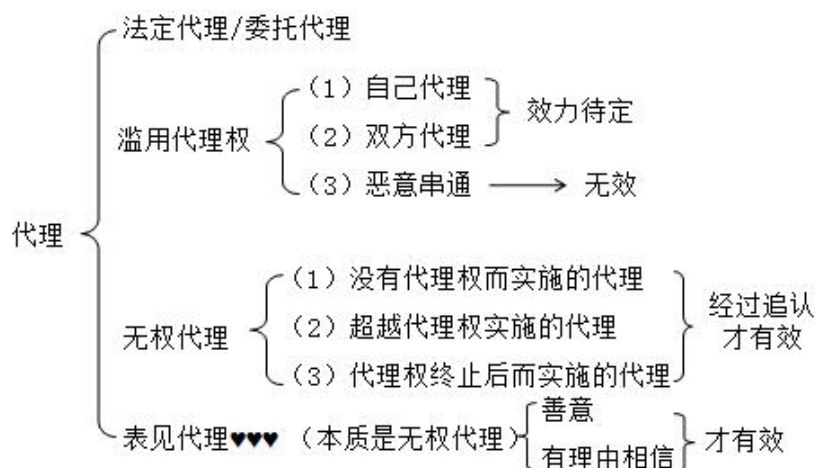 法定代理/委托代理
(1)自己代理
效力待定
滥用代理权
(2)双方代理
(3)恶意串通 → 无效
代理
(1)没有代理权而实施的代理
经过追认
才有效
无权代理
(2)超越代理权实施的代理
(3)代理权终止后而实施的代理
表见代理♥♥♥ (本质是无权代理)
善意
有理由相信
才有效